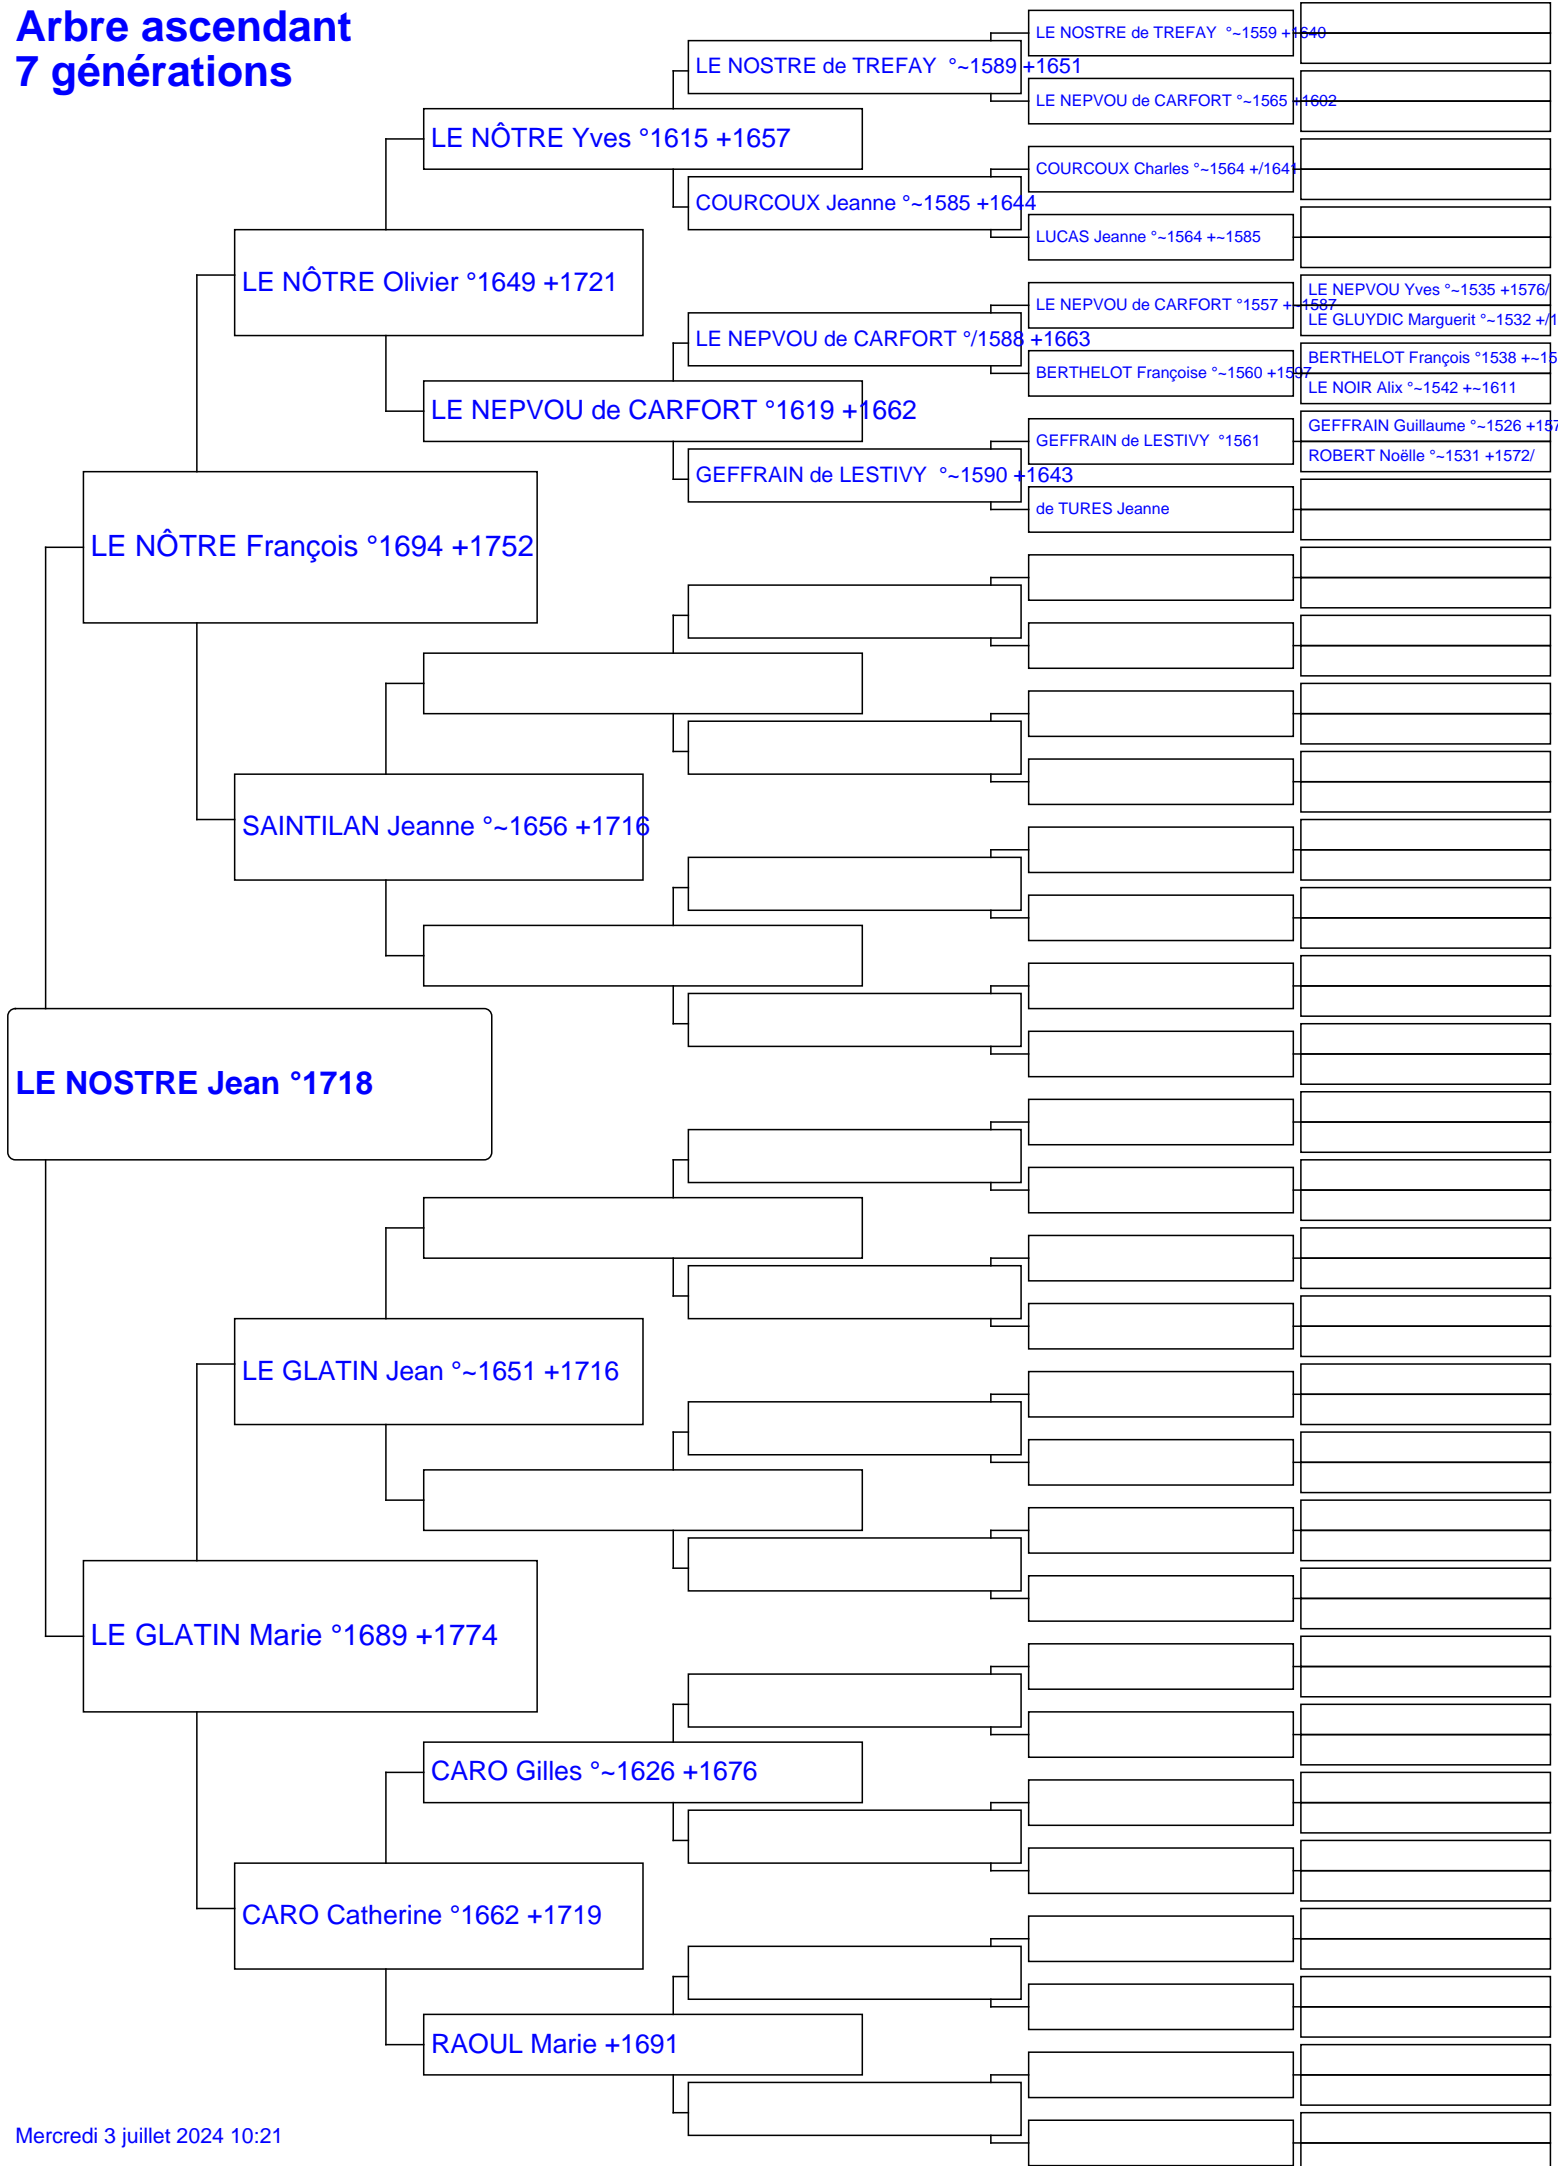 Arbre ascendant
7 générations
LE NOSTRE de TREFAY °~1559 +1640
LE NOSTRE de TREFAY °~1589 +1651
LE NEPVOU de CARFORT °~1565 +1602
LE NÔTRE Yves °1615 +1657
COURCOUX Charles °~1564 +/1641
COURCOUX Jeanne °~1585 +1644
LUCAS Jeanne °~1564 +~1585
LE NÔTRE Olivier °1649 +1721
LE NEPVOU Yves °~1535 +1576/
LE NEPVOU de CARFORT °1557 +~1587
LE GLUYDIC Marguerit °~1532 +/1
LE NEPVOU de CARFORT °/1588 +1663
BERTHELOT François °1538 +~15
BERTHELOT Françoise °~1560 +1597
LE NOIR Alix °~1542 +~1611
LE NEPVOU de CARFORT °1619 +1662
GEFFRAIN Guillaume °~1526 +157
GEFFRAIN de LESTIVY °1561
ROBERT Noëlle °~1531 +1572/
GEFFRAIN de LESTIVY °~1590 +1643
de TURES Jeanne
LE NÔTRE François °1694 +1752
SAINTILAN Jeanne °~1656 +1716
LE NOSTRE Jean °1718
LE GLATIN Jean °~1651 +1716
LE GLATIN Marie °1689 +1774
CARO Gilles °~1626 +1676
CARO Catherine °1662 +1719
RAOUL Marie +1691
Mercredi 3 juillet 2024 10:21